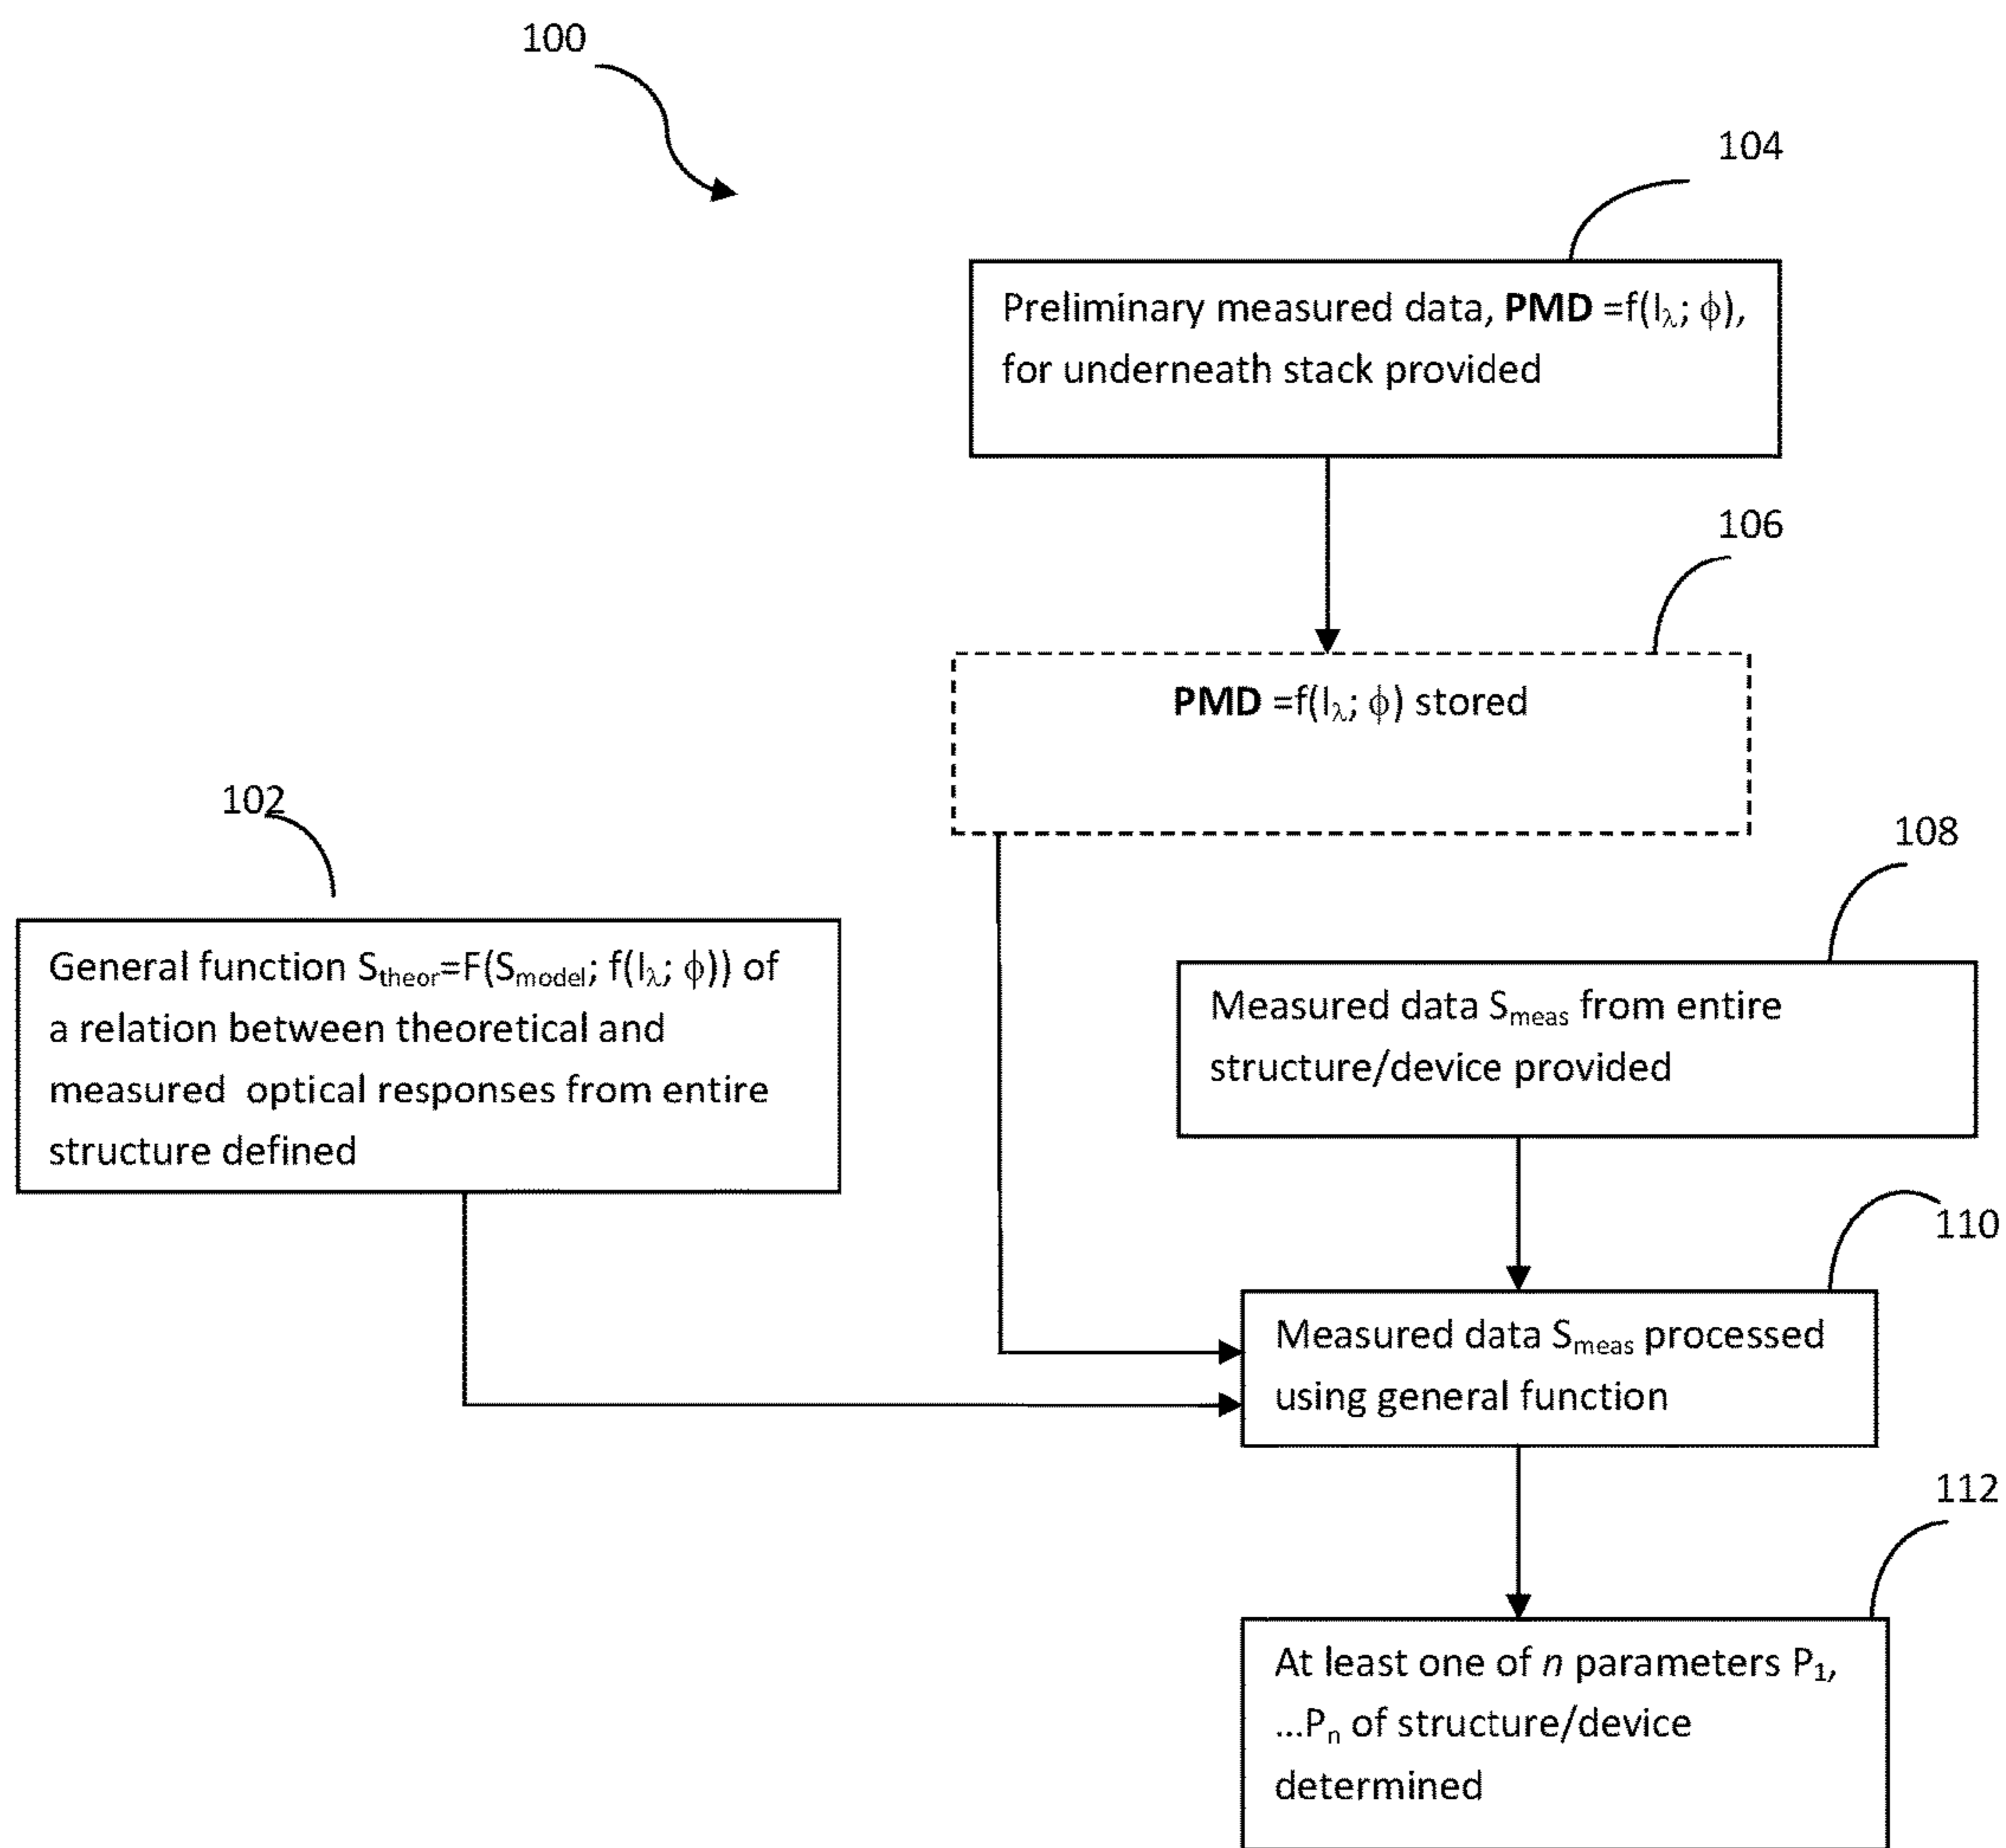 100
104
Preliminary measured data, PMD =f(Iλ; ϕ),
for underneath stack provided
106
PMD =f(Iλ; ϕ) stored
102
108
General function Stheor=F(Smodel; f(Iλ; ϕ)) of
a relation between theoretical and
measured optical responses from entire
structure defined
Measured data Smeas from entire
structure/device provided
110
Measured data Smeas processed
using general function
112
At least one of n parameters P1,
...Pn of structure/device
determined